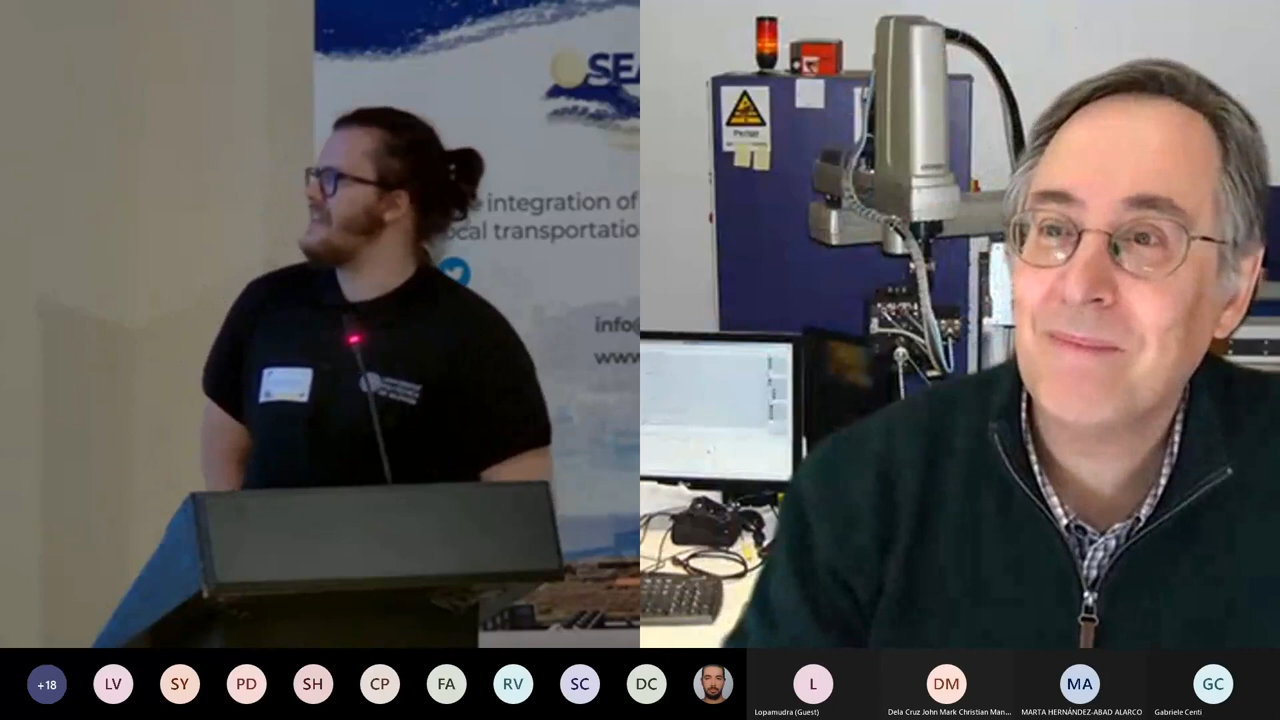 SEA
e integration of
ocal transportatio
info@
www
Perigo
+18
LV
SY
PD
SH
CP
FA
RV
SC
DC
L
DM
MA
GC
Lopamudra (Guest)
Dela Cruz John Mark Christian Man...
MARTA HERNÁNDEZ-ABAD ALARCO
Gabriele Centi